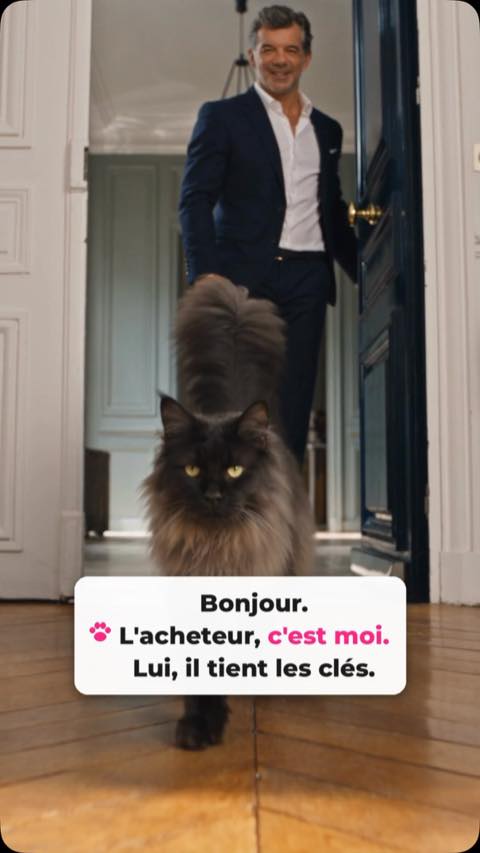 Bonjour.
L'acheteur, c'est moi.
Lui, il tient les clés.